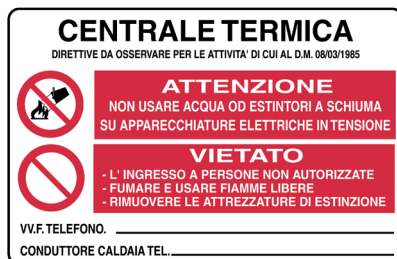 CENTRALE TERMICA
DIRETTIVE DA OSSERVARE PER LE ATTIVITA' DI CUI AL D.M. 08/03/1985
ATTENZIONE
NON USARE ACQUA OD ESTINTORI A SCHIUMA
SU APPARECCHIATURE ELETTRICHE IN TENSIONE
VIETATO
- L' INGRESSO A PERSONE NON AUTORIZZATE
- FUMARE E USARE FIAMME LIBERE
- RIMUOVERE LE ATTREZZATURE DI ESTINZIONE
VV.F. TELEFONO.
CONDUTTORE CALDAIA TEL.